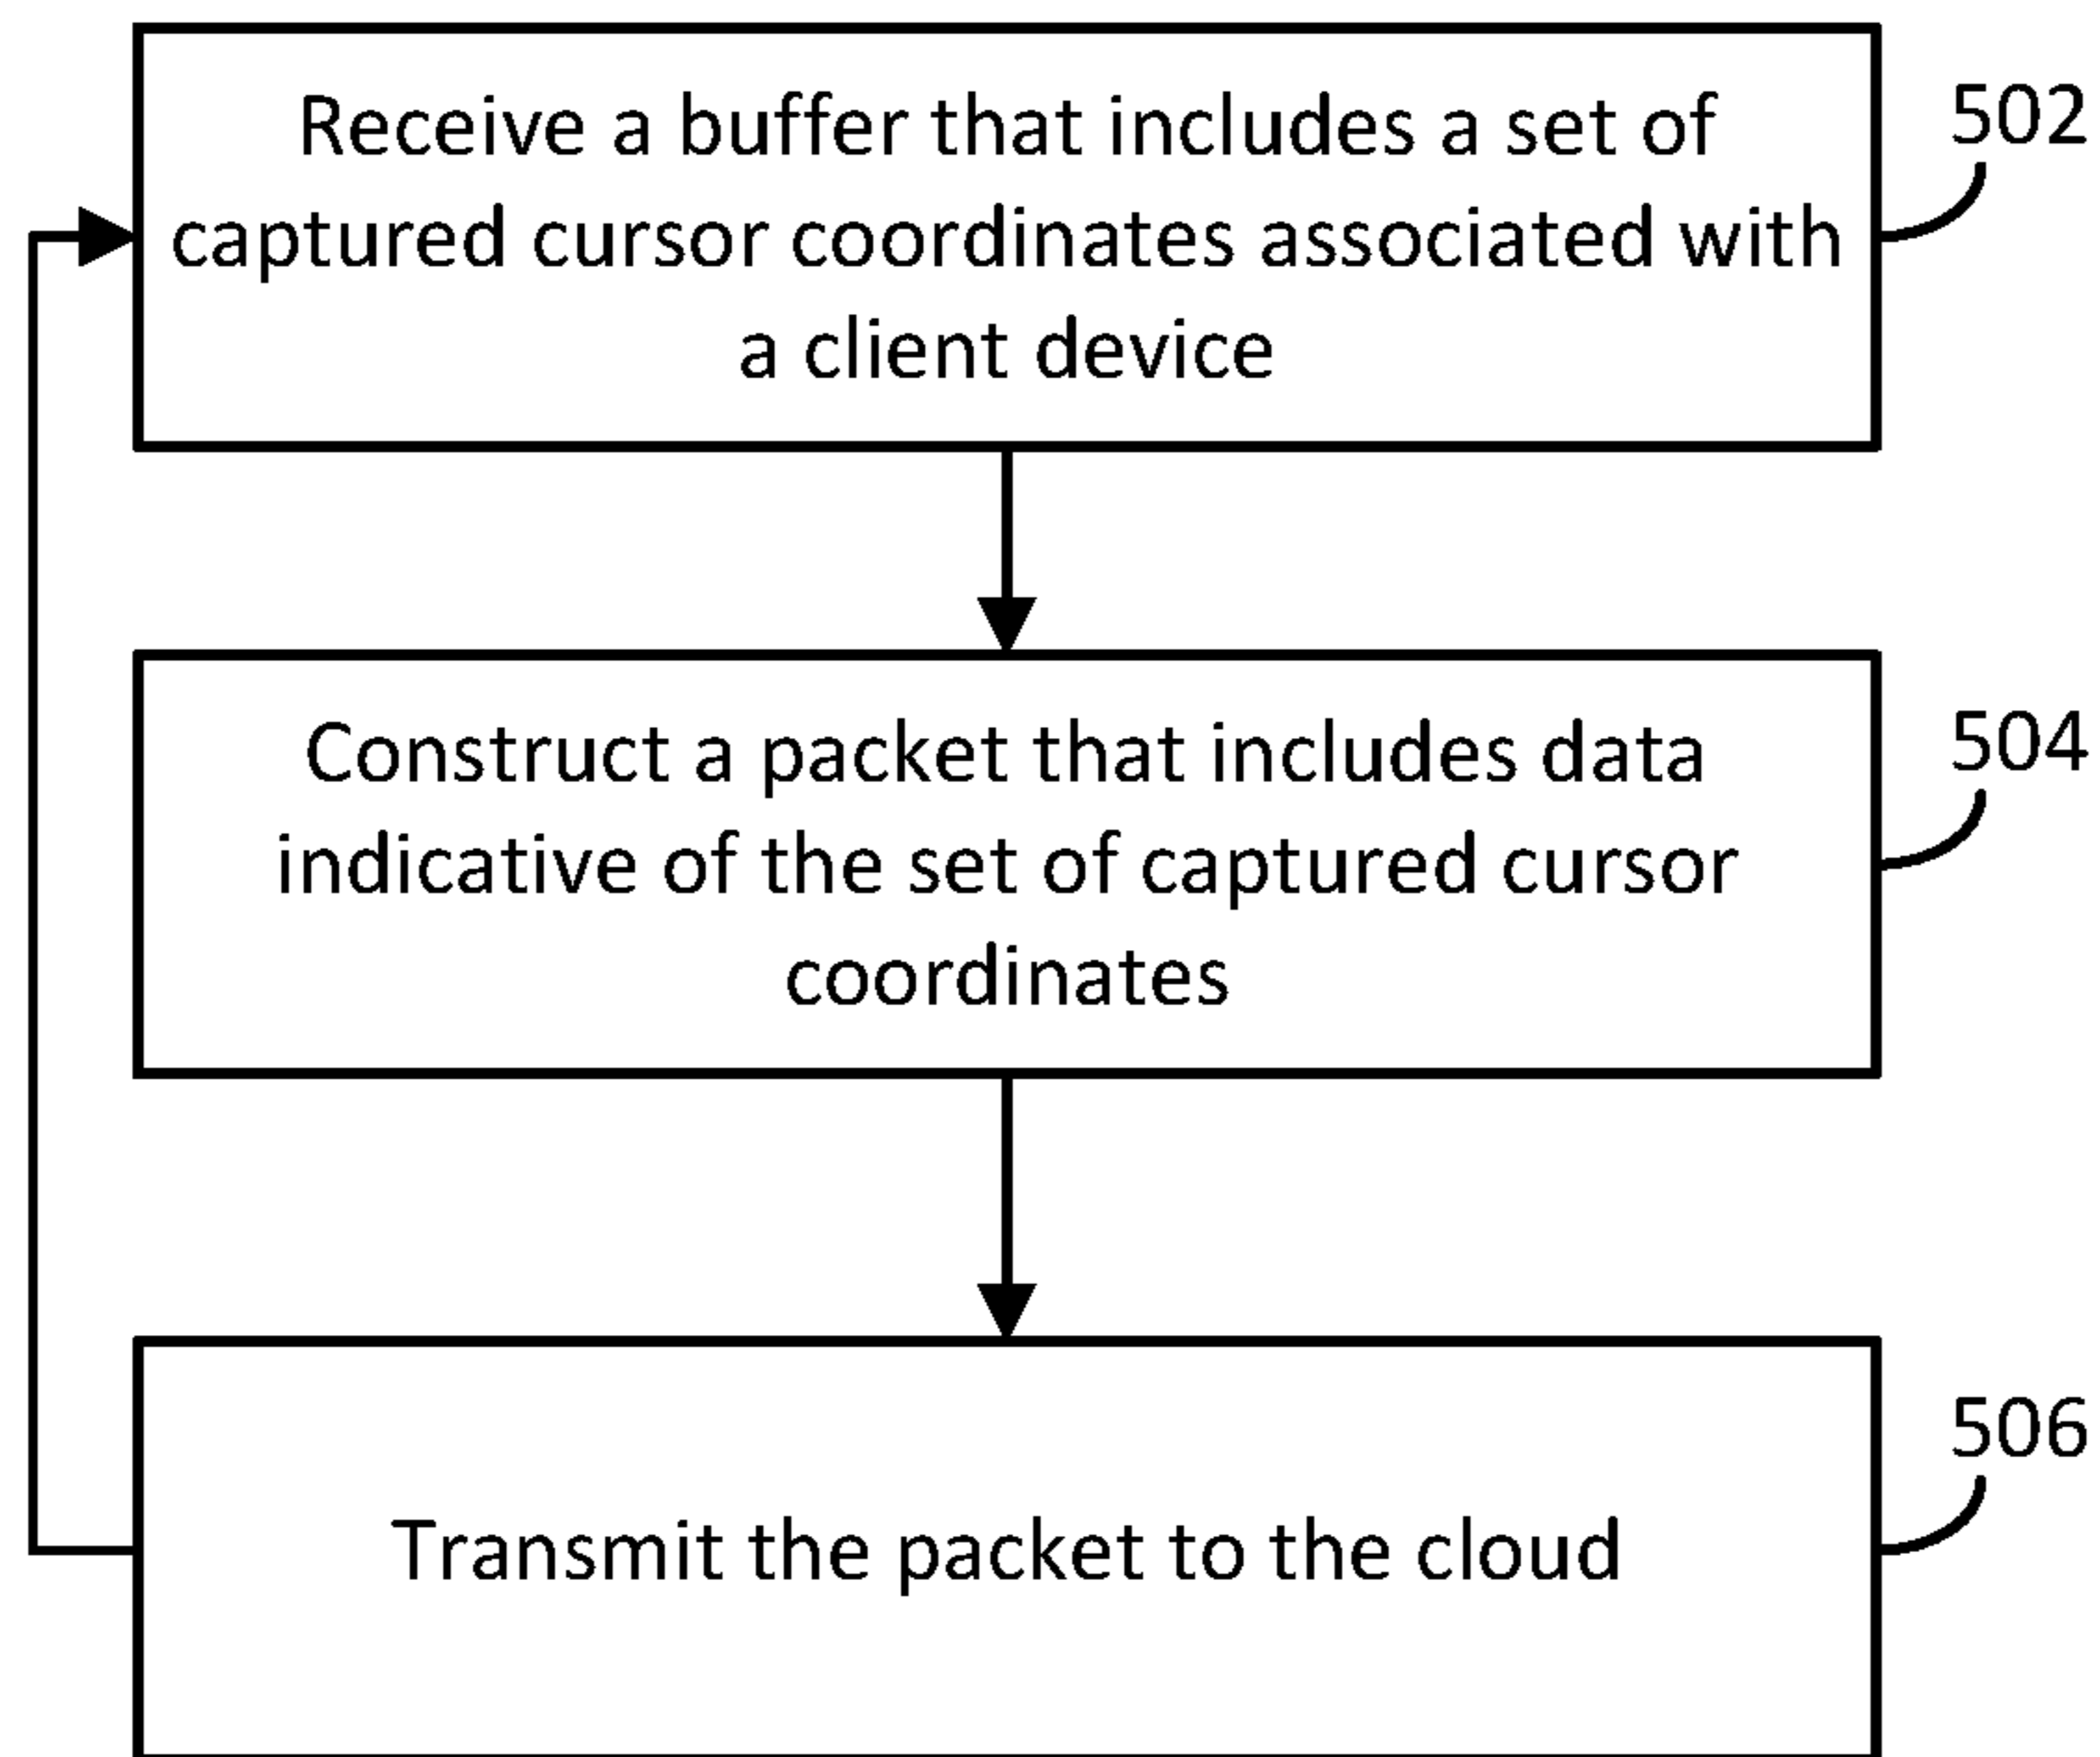 Receive a buffer that includes a set of
captured cursor coordinates associated with
a client device
502
Construct a packet that includes data
indicative of the set of captured cursor
coordinates
504
Transmit the packet to the cloud
506